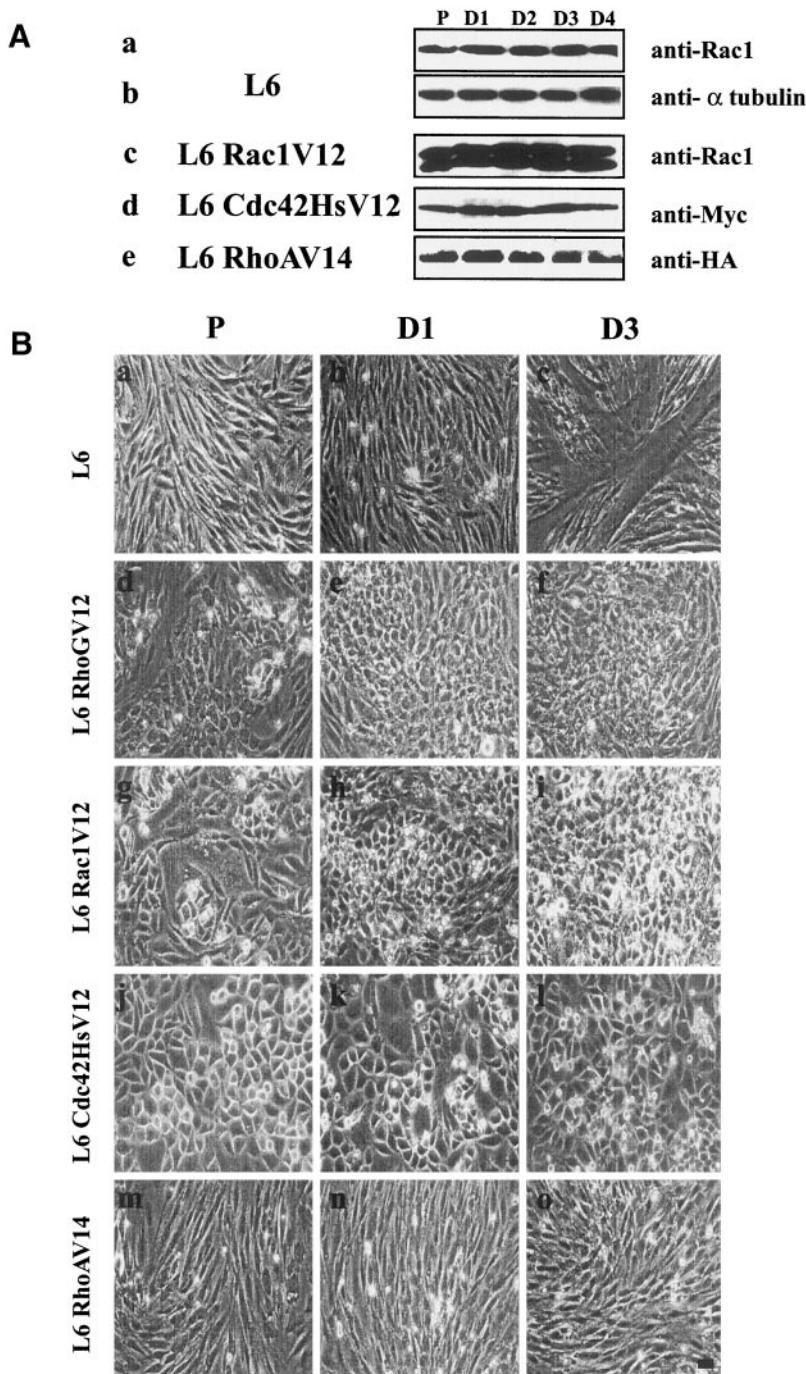 A
P D1 D2 D3 D4
a anti-Rac1
L6
b anti- α tubulin
c L6 Rac1V12 anti-Rac1
d L6 Cdc42HsV12 anti-Myc
e L6 RhoAV14 anti-HA
B
P D1 D3
L6
a b c
L6 RhoGV12
d e f
L6 Rac1V12
g h i
L6 Cdc42HsV12
j k l
L6 RhoAV14
m n o